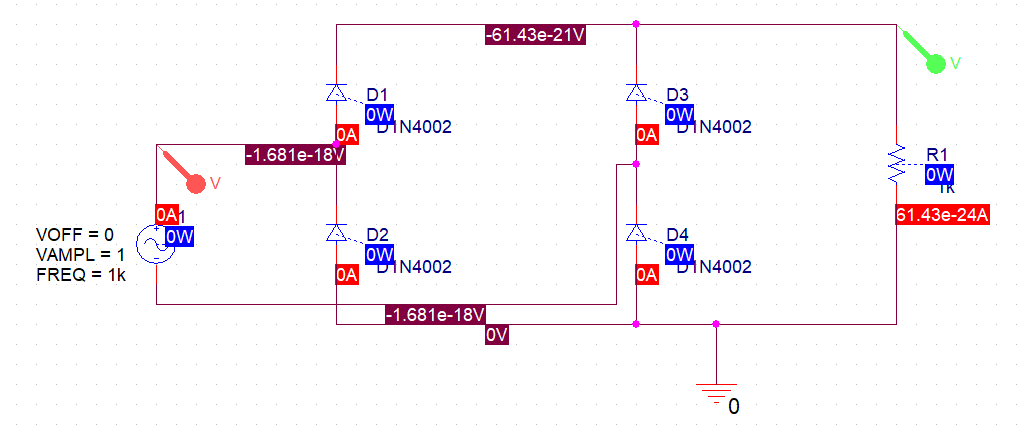 -61.43e-21V
V
D1
0W
D1N4002
0A
D3
0W
D1N4002
0A
-1.681e-18V
V
R1
0W
1k
0A
1
0W
61.43e-24A
VOFF = 0
VAMPL = 1
FREQ = 1k
D2
0W
D1N4002
0A
D4
0W
D1N4002
0A
-1.681e-18V
0V
0